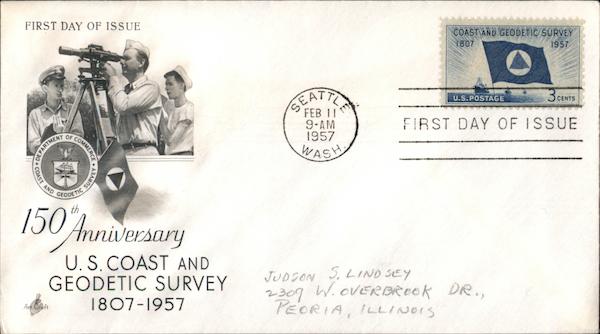 FIRST DAY OF ISSUE
DEPARTMENT OF COMMERCE
COAST AND GEODETIC SURVEY
150th
Anniversary
U.S. COAST AND
GEODETIC SURVEY
1807-1957
ArtCraft
SEATTLE
FEB 11
9-AM
1957
WASH.
COAST AND GEODETIC SURVEY
1807 1957
U.S. POSTAGE 3 CENTS
FIRST DAY OF ISSUE
JUDSON S. LINDSEY
2309 W. OVERBROOK DR.,
PEORIA, ILLINOIS